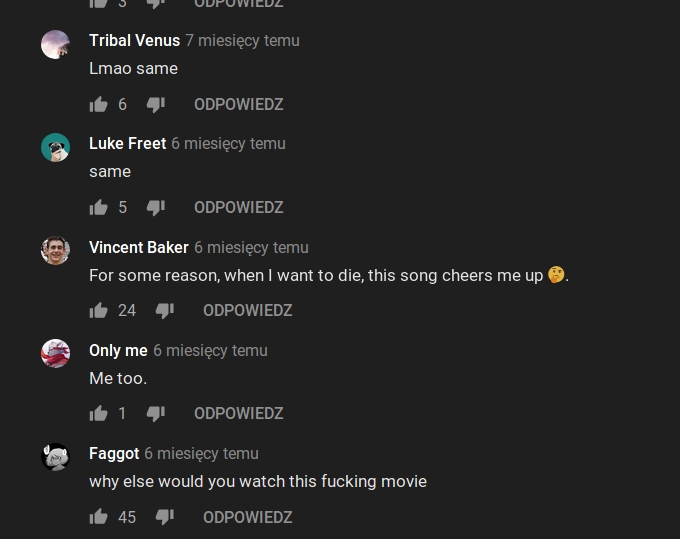 3 ODPOWIEDZ
Tribal Venus 7 miesięcy temu
Lmao same
6 ODPOWIEDZ
Luke Freet 6 miesięcy temu
same
5 ODPOWIEDZ
Vincent Baker 6 miesięcy temu
For some reason, when I want to die, this song cheers me up 🤔.
24 ODPOWIEDZ
Only me 6 miesięcy temu
Me too.
1 ODPOWIEDZ
Faggot 6 miesięcy temu
why else would you watch this fucking movie
45 ODPOWIEDZ